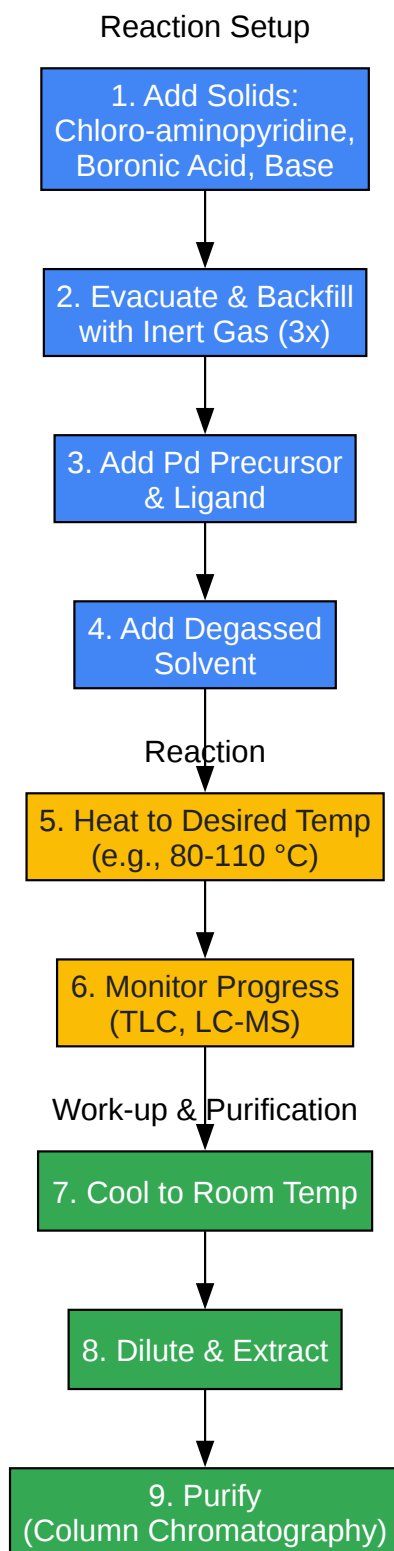 Reaction Setup
1. Add Solids:
Chloro-aminopyridine,
Boronic Acid, Base
2. Evacuate & Backfill
with Inert Gas (3x)
3. Add Pd Precursor
& Ligand
4. Add Degassed
Solvent
Reaction
5. Heat to Desired Temp
(e.g., 80-110 °C)
6. Monitor Progress
(TLC, LC-MS)
Work-up & Purification
7. Cool to Room Temp
8. Dilute & Extract
9. Purify
(Column Chromatography)